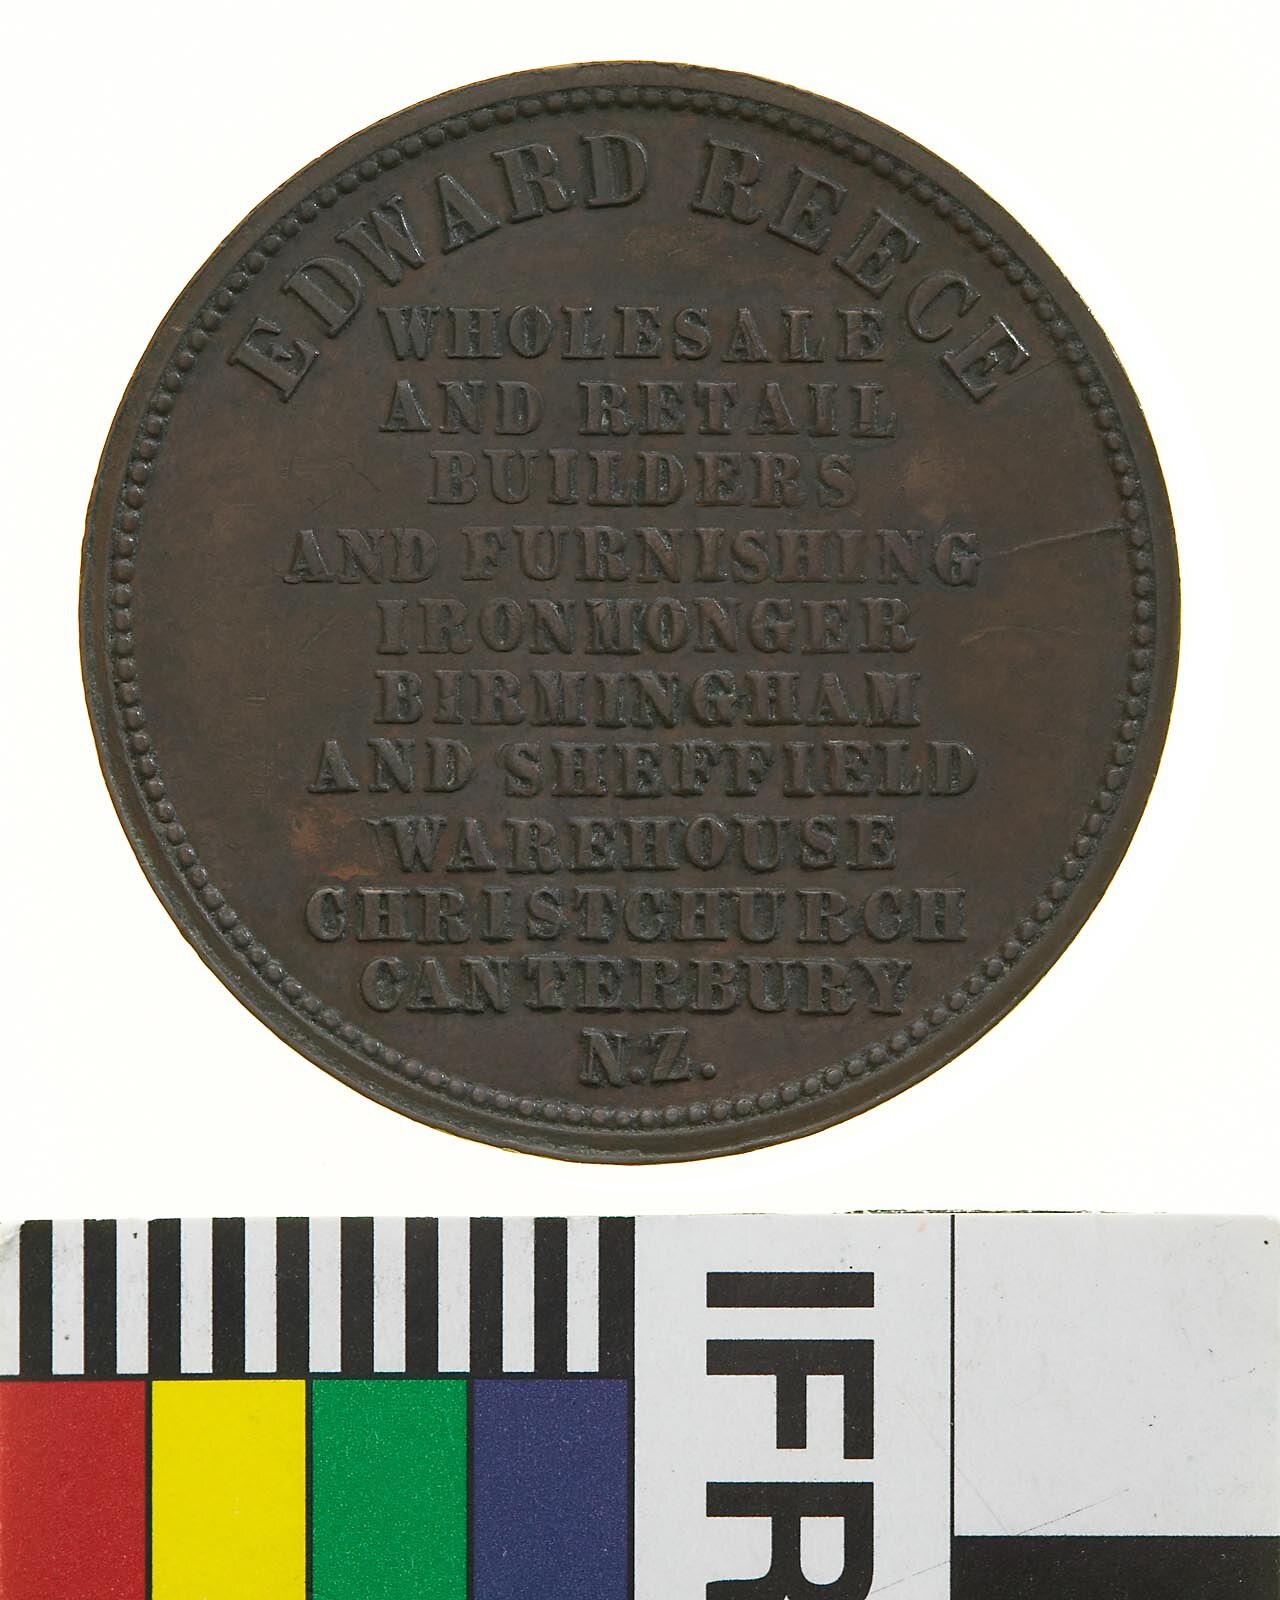 EDWARD REECE
WHOLESALE
AND RETAIL
BUILDERS
AND FURNISHING
IRONMONGER
BIRMINGHAM
AND SHEFFIELD
WAREHOUSE
CHRISTCHURCH
CANTERBURY
N.Z.
IFR